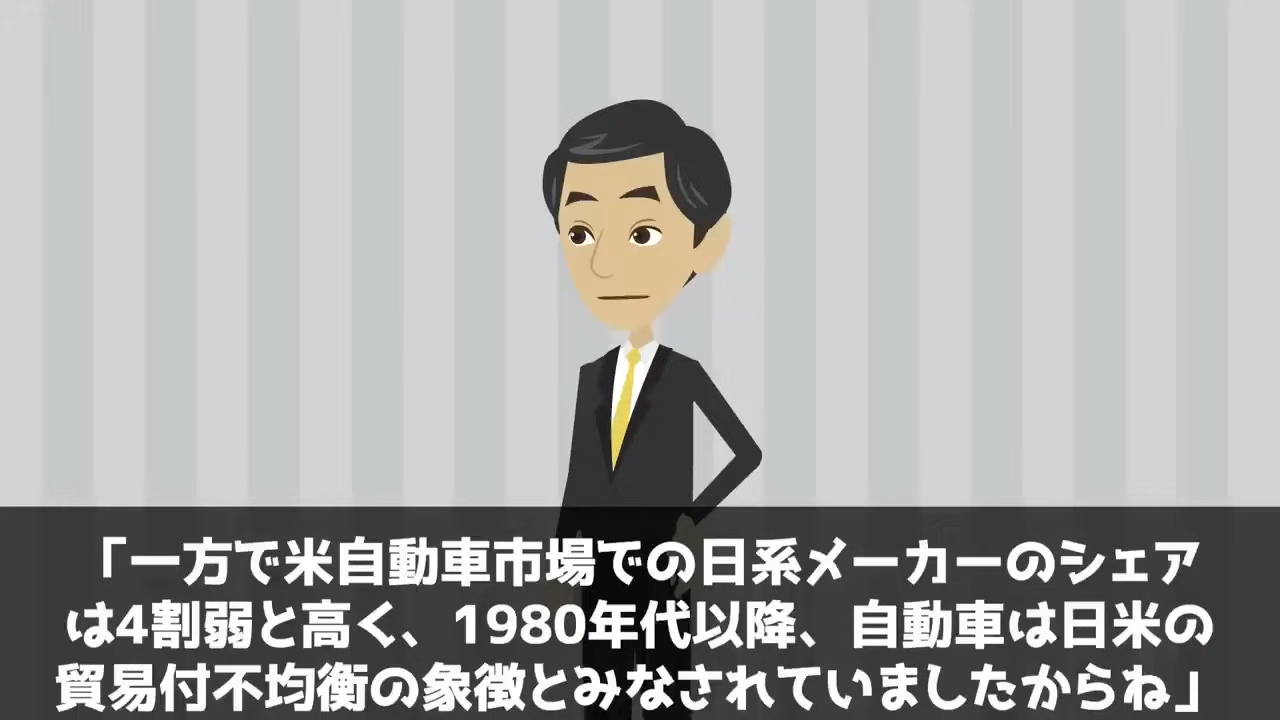 「一方で米自動車市場での日系メーカーのシェア
は4割弱と高く、1980年代以降、自動車は日米の
貿易付不均衡の象徴とみなされていましたからね」